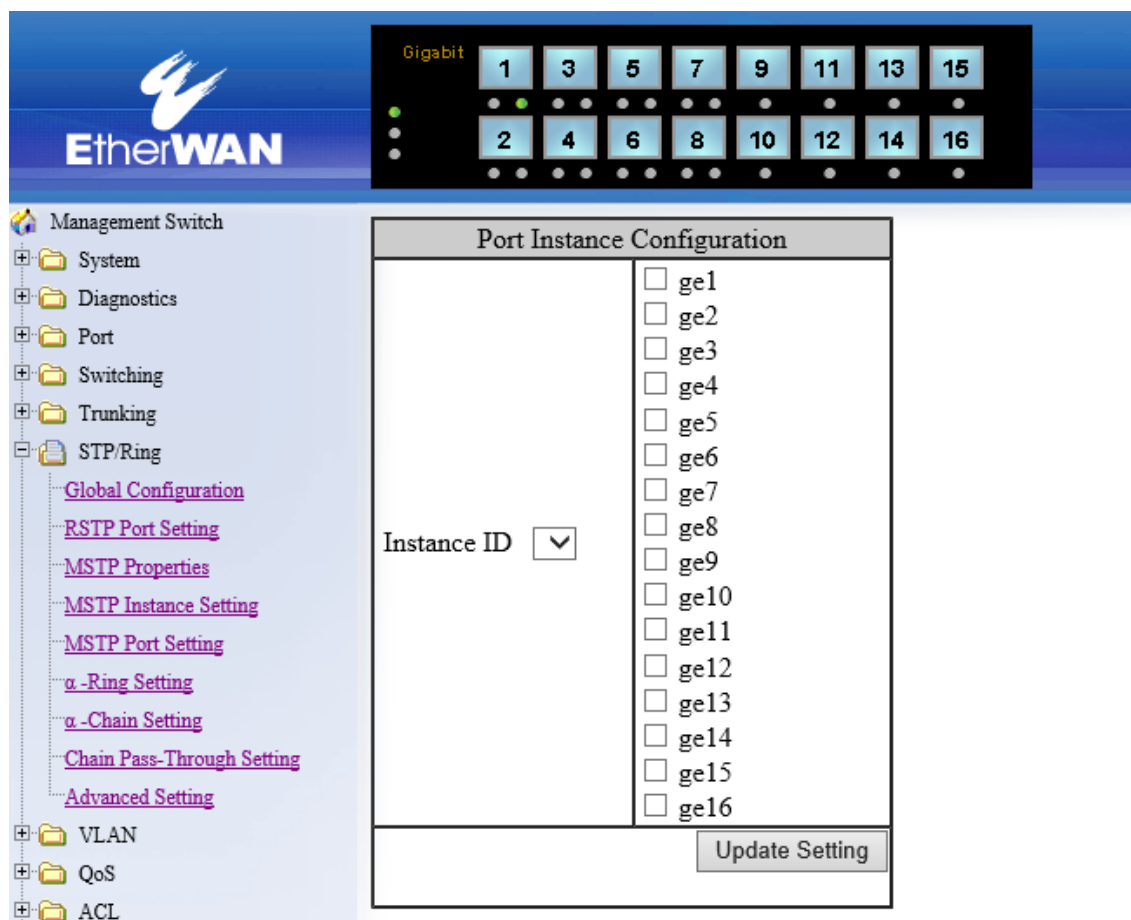 EtherWAN
Gigabit
1 3 5 7 9 11 13 15
2 4 6 8 10 12 14 16
Management Switch
System
Diagnostics
Port
Switching
Trunking
STP/Ring
Global Configuration
RSTP Port Setting
MSTP Properties
MSTP Instance Setting
MSTP Port Setting
α -Ring Setting
α -Chain Setting
Chain Pass-Through Setting
Advanced Setting
VLAN
QoS
ACL
Port Instance Configuration
Instance ID
ge1
ge2
ge3
ge4
ge5
ge6
ge7
ge8
ge9
ge10
ge11
ge12
ge13
ge14
ge15
ge16
Update Setting